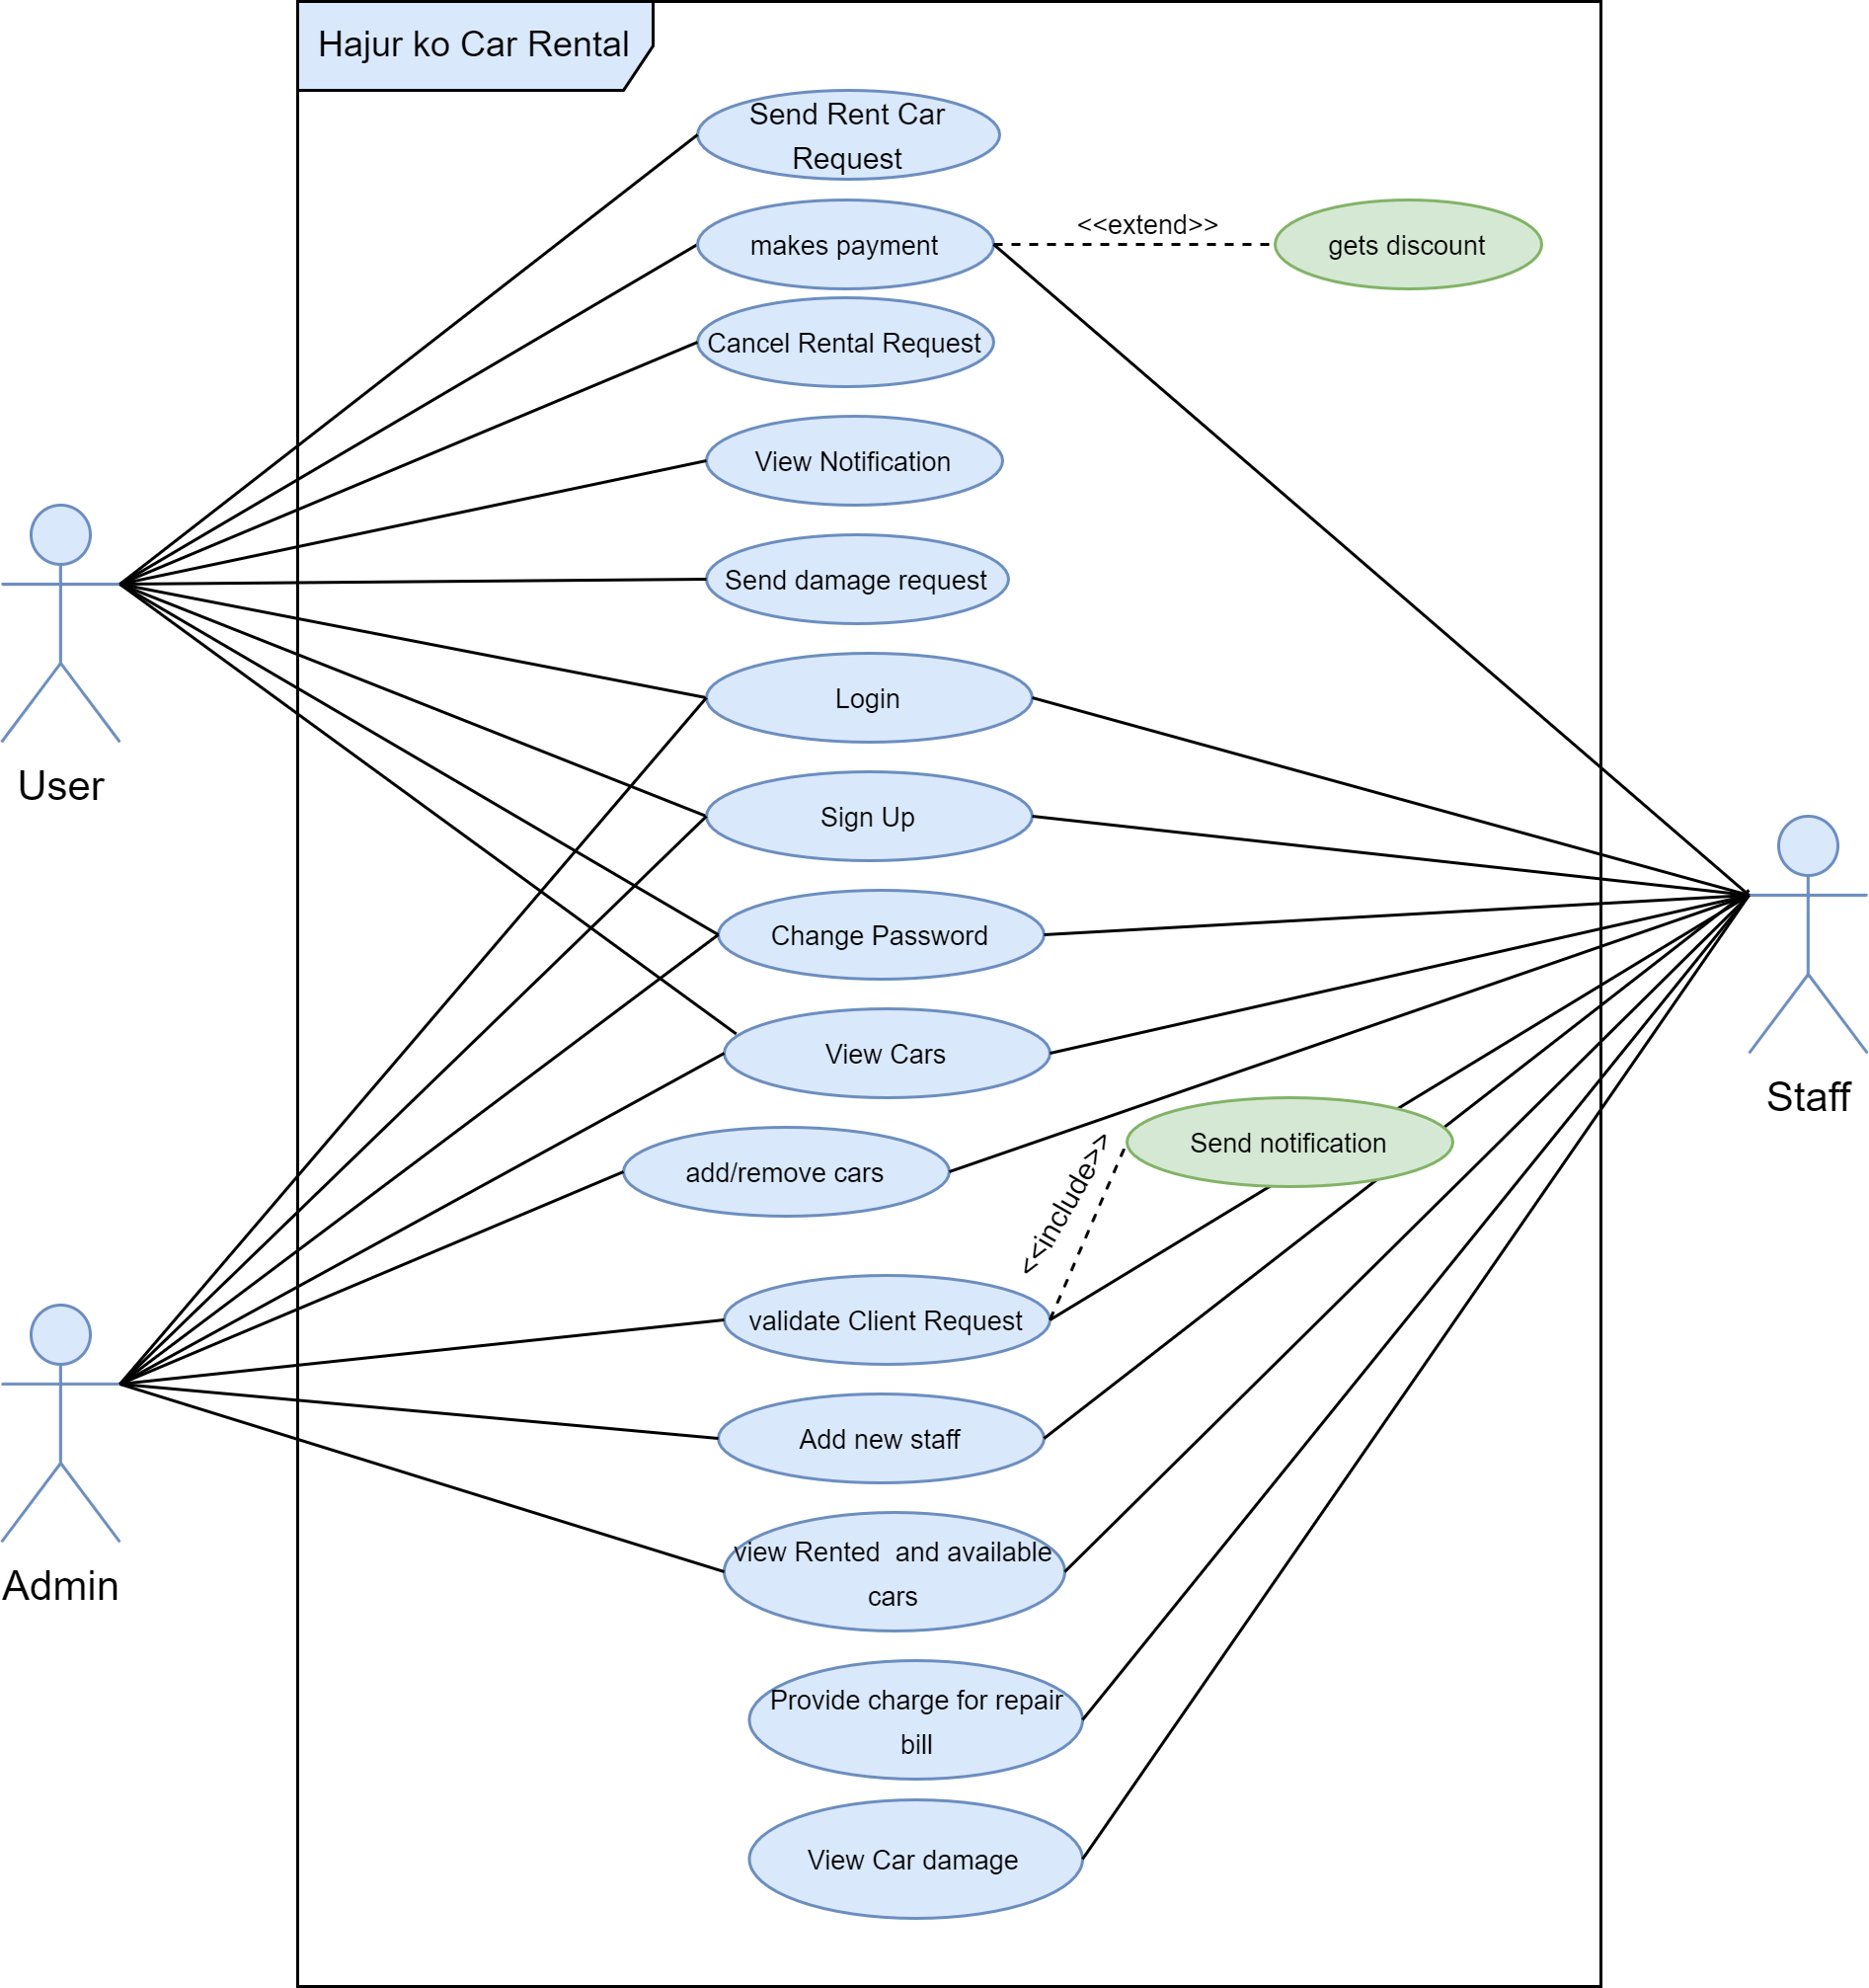 Hajur ko Car Rental
Send Rent Car
Request
makes payment
<<extend>>
gets discount
Cancel Rental Request
View Notification
Send damage request
User
Login
Sign Up
Change Password
View Cars
Staff
add/remove cars
<<include>>
Send notification
validate Client Request
Add new staff
Admin
view Rented  and available
cars
Provide charge for repair
bill
View Car damage